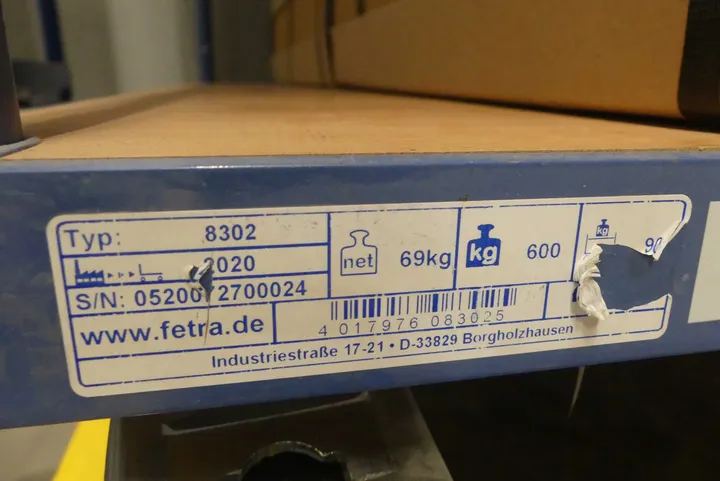 Typ: 8302
2020
S/N: 05200 2700024
net 69kg
kg 600
kg 90
www.fetra.de
4 017976 083025
Industriestraße 17-21 • D-33829 Borgholzhausen